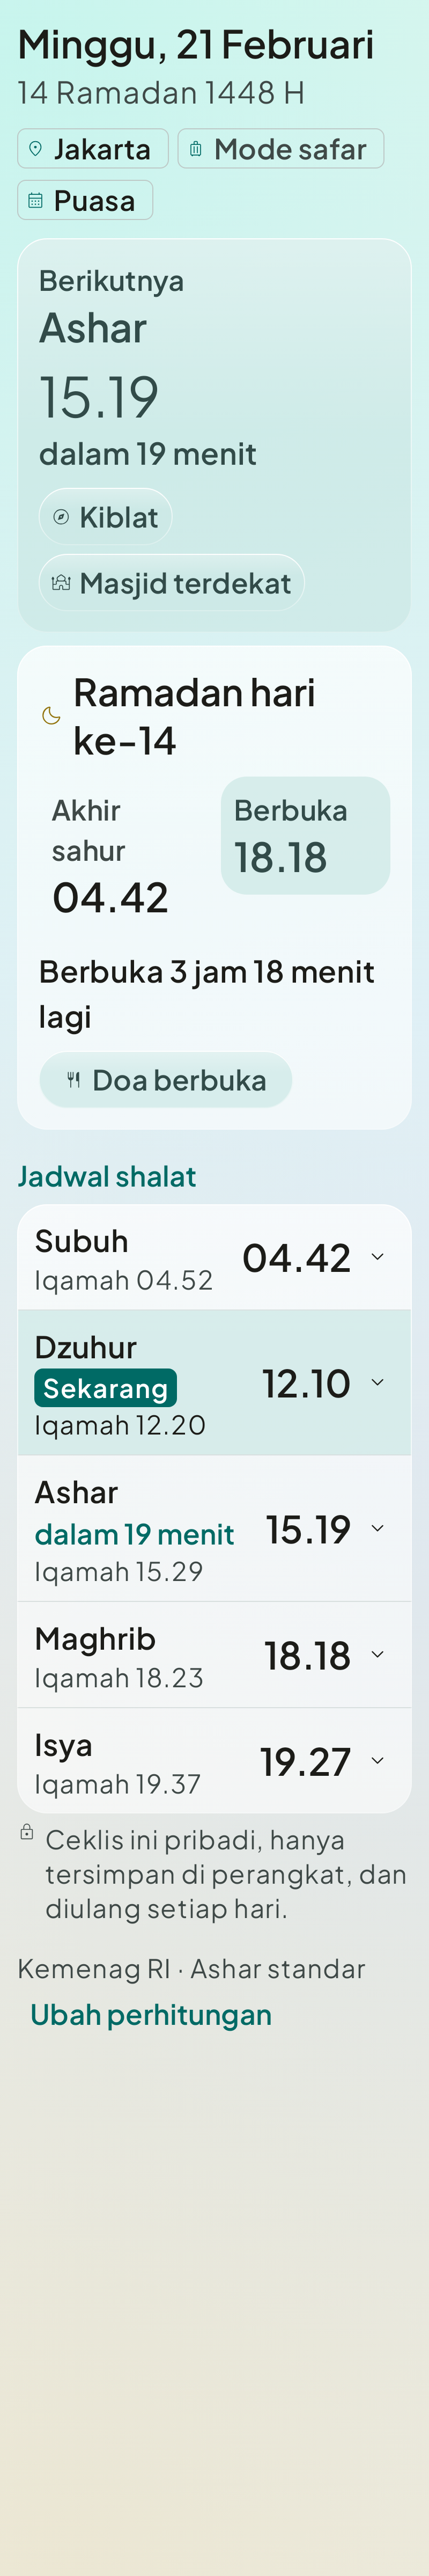 Minggu, 21 Februari
14 Ramadan 1448 H
Jakarta
Mode safar
Puasa
Berikutnya
Ashar
15.19
dalam 19 menit
Kiblat
Masjid terdekat
Ramadan hari
ke-14
Akhir
sahur
04.42
Berbuka
18.18
Berbuka 3 jam 18 menit
lagi
Doa berbuka
Jadwal shalat
Subuh
Iqamah 04.52
04.42
Dzuhur
Sekarang
Iqamah 12.20
12.10
Ashar
dalam 19 menit
Iqamah 15.29
15.19
Maghrib
Iqamah 18.23
18.18
Isya
Iqamah 19.37
19.27
Ceklis ini pribadi, hanya
tersimpan di perangkat, dan
diulang setiap hari.
Kemenag RI · Ashar standar
Ubah perhitungan